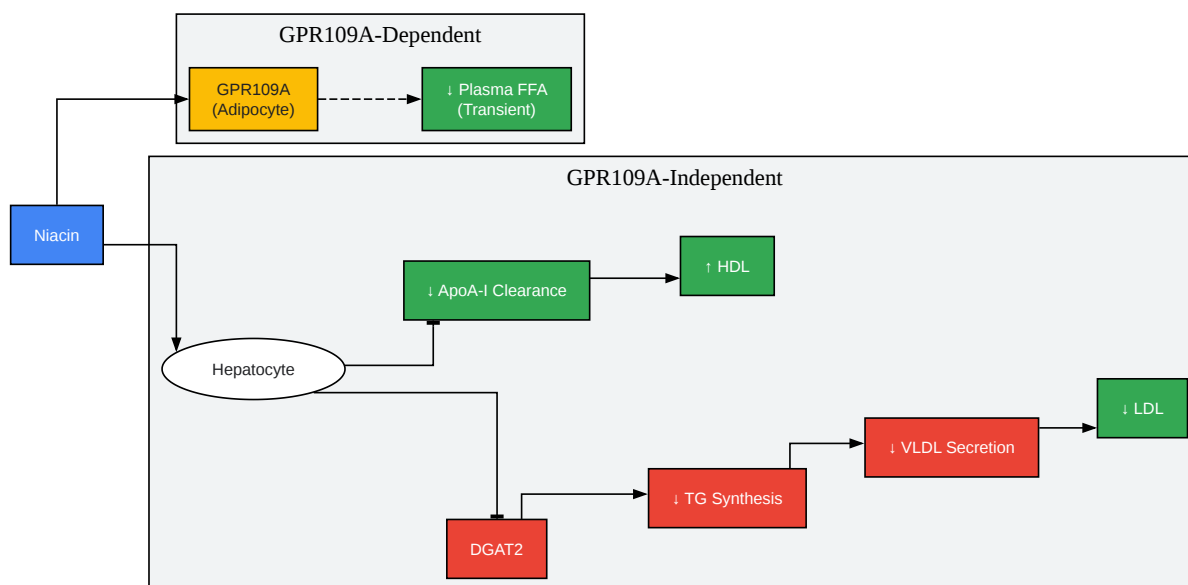 GPR109A-Dependent
GPR109A
(Adipocyte)
↓ Plasma FFA
(Transient)
GPR109A-Independent
Niacin
↑ HDL
↓ ApoA-I Clearance
Hepatocyte
↓ LDL
↓ VLDL Secretion
↓ TG Synthesis
DGAT2